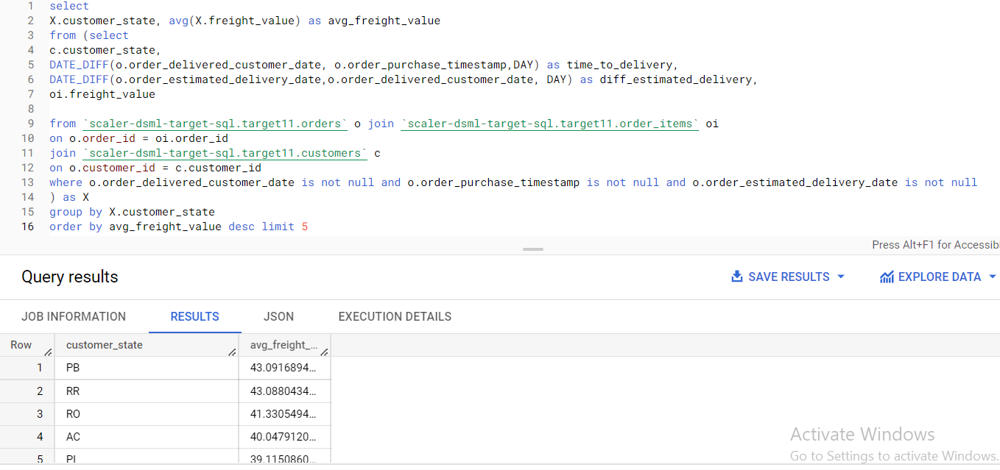 1 select
2 X.customer_state, avg(X.freight_value) as avg_freight_value
3 from (select
4 c.customer_state,
5 DATE_DIFF(o.order_delivered_customer_date, o.order_purchase_timestamp,DAY) as time_to_delivery,
6 DATE_DIFF(o.order_estimated_delivery_date,o.order_delivered_customer_date, DAY) as diff_estimated_delivery,
7 oi.freight_value
8
9 from `scaler-dsml-target-sql.target11.orders` o join `scaler-dsml-target-sql.target11.order_items` oi
10 on o.order_id = oi.order_id
11 join `scaler-dsml-target-sql.target11.customers` c
12 on o.customer_id = c.customer_id
13 where o.order_delivered_customer_date is not null and o.order_purchase_timestamp is not null and o.order_estimated_delivery_date is not null
14 ) as X
15 group by X.customer_state
16 order by avg_freight_value desc limit 5
Press Alt+F1 for Accessibi
Query results
SAVE RESULTS EXPLORE DATA
JOB INFORMATION RESULTS JSON EXECUTION DETAILS
Row customer_state avg_freight_...
1 PB 43.0916894...
2 RR 43.0880434...
3 RO 41.3305494...
4 AC 40.0479120...
5 PI 39.1150860...
Activate Windows
Go to Settings to activate Windows.